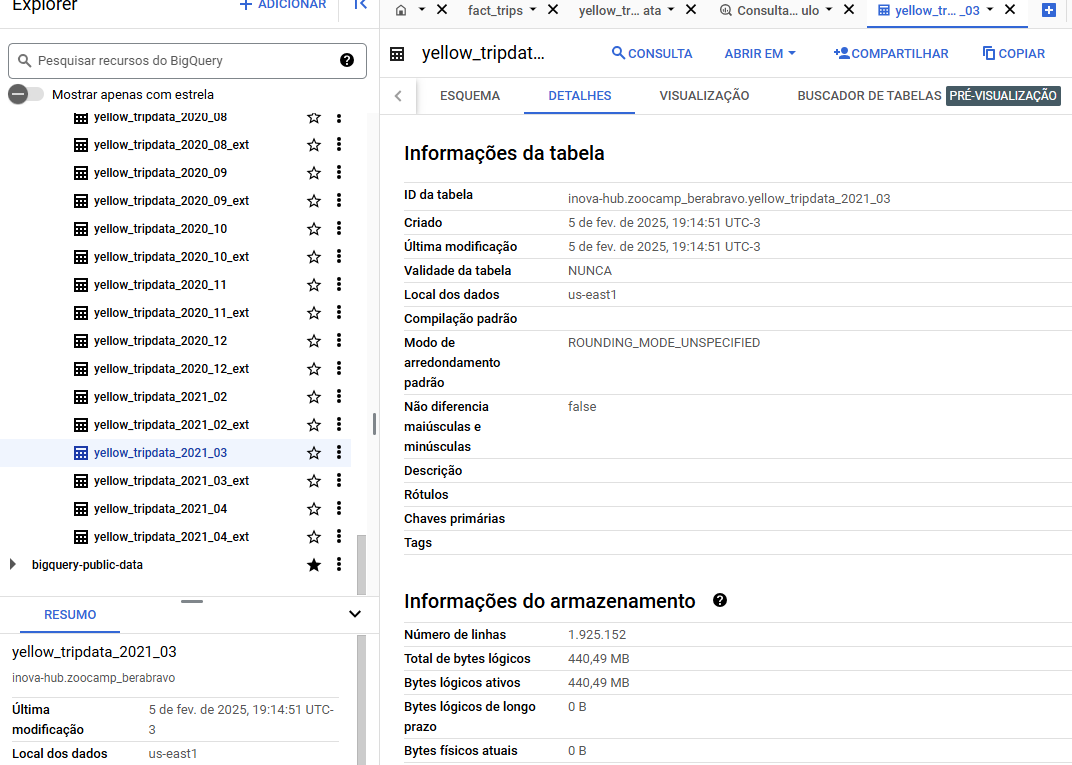 Explorer
+ ADICIONAR
Pesquisar recursos do BigQuery
Mostrar apenas com estrela
yellow_tripdata_2020_08
yellow_tripdata_2020_08_ext
yellow_tripdata_2020_09
yellow_tripdata_2020_09_ext
yellow_tripdata_2020_10
yellow_tripdata_2020_10_ext
yellow_tripdata_2020_11
yellow_tripdata_2020_11_ext
yellow_tripdata_2020_12
yellow_tripdata_2020_12_ext
yellow_tripdata_2021_02
yellow_tripdata_2021_02_ext
yellow_tripdata_2021_03
yellow_tripdata_2021_03_ext
yellow_tripdata_2021_04
yellow_tripdata_2021_04_ext
bigquery-public-data
RESUMO
yellow_tripdata_2021_03
inova-hub.zoocamp_berabravo
Última modificação 5 de fev. de 2025, 19:14:51 UTC-3
Local dos dados us-east1
fact_trips yellow_tr… ata Consulta… ulo yellow_tr… _03
yellow_tripdat… CONSULTA ABRIR EM COMPARTILHAR COPIAR
ESQUEMA DETALHES VISUALIZAÇÃO BUSCADOR DE TABELAS PRÉ-VISUALIZAÇÃO
Informações da tabela
ID da tabela inova-hub.zoocamp_berabravo.yellow_tripdata_2021_03
Criado 5 de fev. de 2025, 19:14:51 UTC-3
Última modificação 5 de fev. de 2025, 19:14:51 UTC-3
Validade da tabela NUNCA
Local dos dados us-east1
Compilação padrão
Modo de arredondamento padrão ROUNDING_MODE_UNSPECIFIED
Não diferencia maiúsculas e minúsculas false
Descrição
Rótulos
Chaves primárias
Tags
Informações do armazenamento
Número de linhas 1.925.152
Total de bytes lógicos 440,49 MB
Bytes lógicos ativos 440,49 MB
Bytes lógicos de longo prazo 0 B
Bytes físicos atuais 0 B